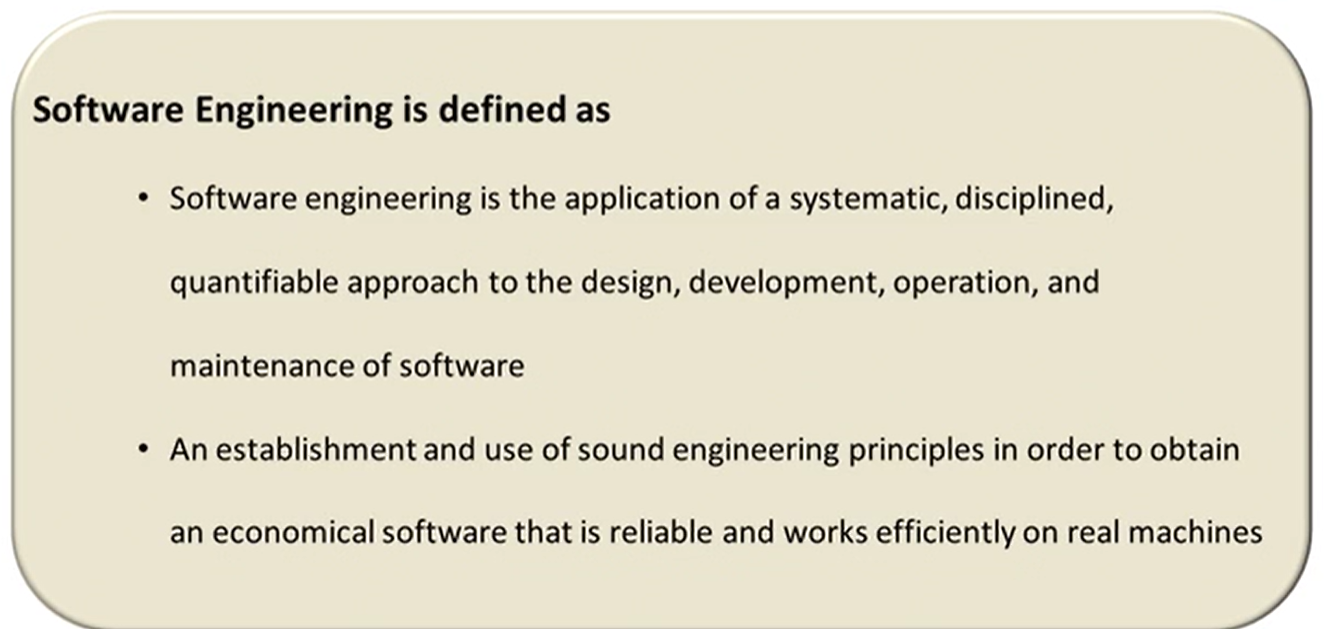 Software Engineering is defined as
• Software engineering is the application of a systematic, disciplined,
quantifiable approach to the design, development, operation, and
maintenance of software
• An establishment and use of sound engineering principles in order to obtain
an economical software that is reliable and works efficiently on real machines